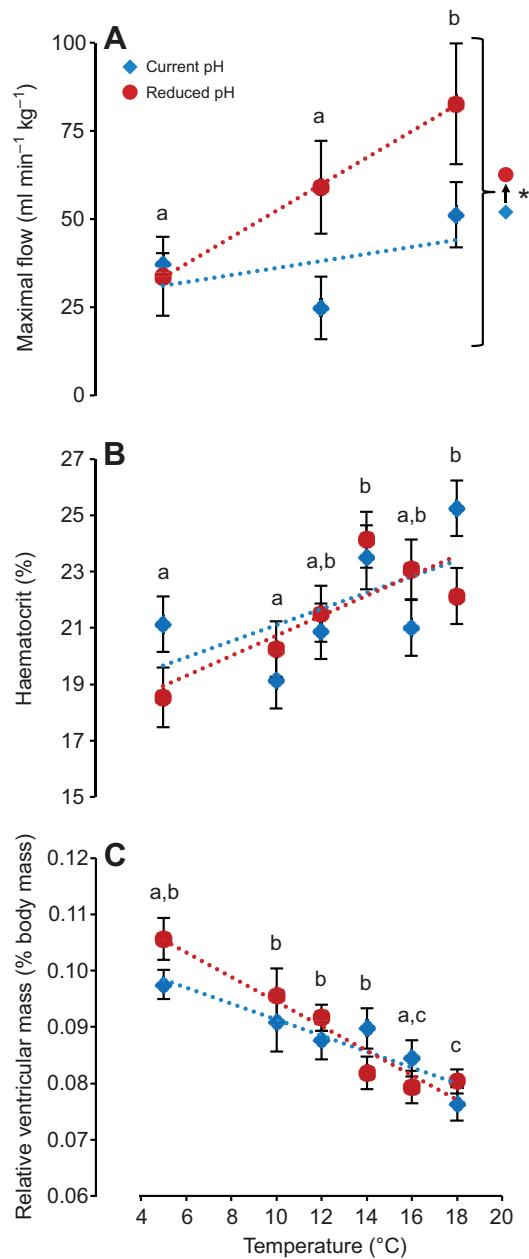 A
Current pH
Reduced pH
Maximal flow (ml min⁻¹ kg⁻¹)
100
75
50
25
0
a
a
b
*
B
Haematocrit (%)
27
25
23
21
19
17
15
a
a
a,b
b
a,b
b
C
Relative ventricular mass (% body mass)
0.12
0.11
0.10
0.09
0.08
0.07
0.06
a,b
b
b
b
a,c
c
4 6 8 10 12 14 16 18 20
Temperature (°C)